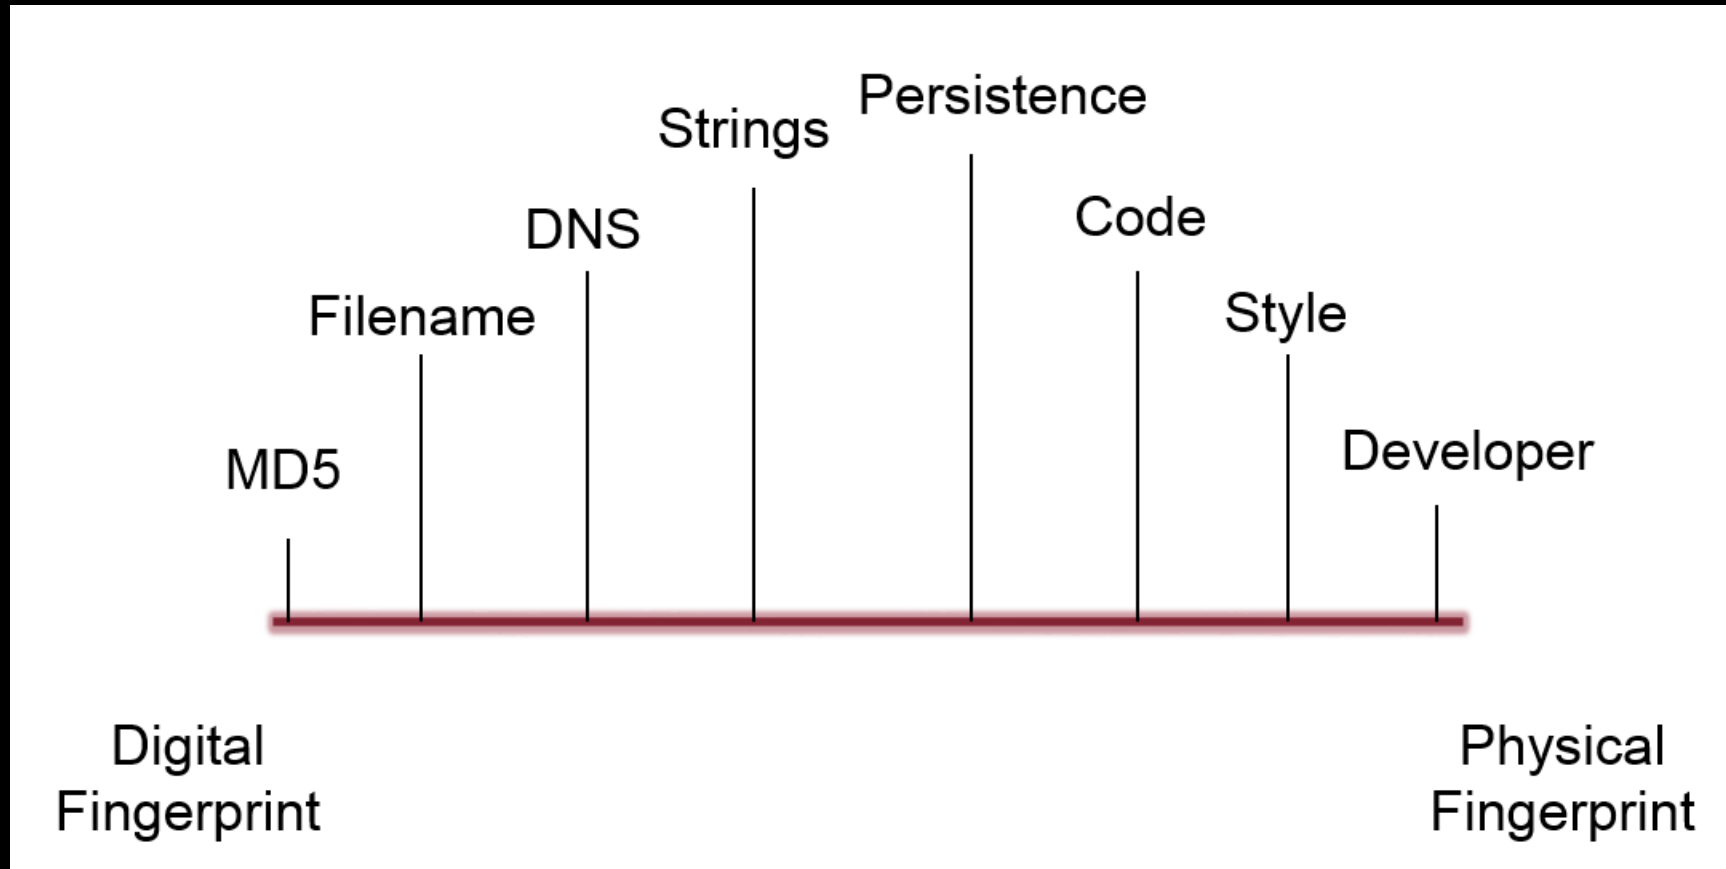 MD5
Filename
DNS
Strings
Persistence
Code
Style
Developer
Digital
Fingerprint
Physical
Fingerprint